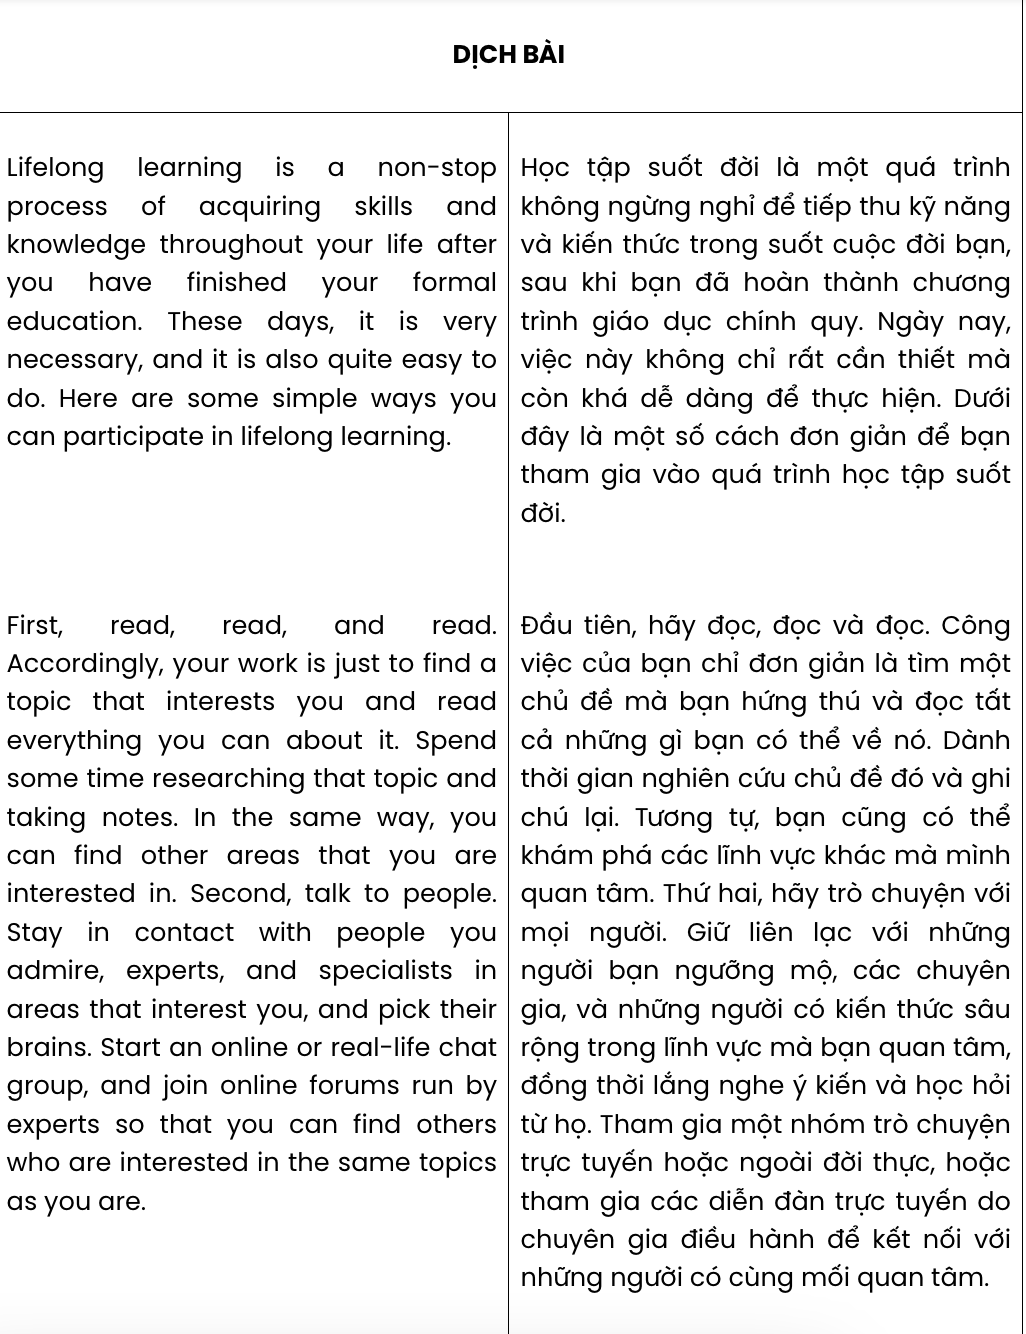 DỊCH BÀI
Lifelong learning is a non-stop
process of acquiring skills and
knowledge throughout your life after
you have finished your formal
education. These days, it is very
necessary, and it is also quite easy to
do. Here are some simple ways you
can participate in lifelong learning.
Học tập suốt đời là một quá trình
không ngừng nghỉ để tiếp thu kỹ năng
và kiến thức trong suốt cuộc đời bạn,
sau khi bạn đã hoàn thành chương
trình giáo dục chính quy. Ngày nay,
việc này không chỉ rất cần thiết mà
còn khá dễ dàng để thực hiện. Dưới
đây là một số cách đơn giản để bạn
tham gia vào quá trình học tập suốt
đời.
First, read, read, and read.
Accordingly, your work is just to find a
topic that interests you and read
everything you can about it. Spend
some time researching that topic and
taking notes. In the same way, you
can find other areas that you are
interested in. Second, talk to people.
Stay in contact with people you
admire, experts, and specialists in
areas that interest you, and pick their
brains. Start an online or real-life chat
group, and join online forums run by
experts so that you can find others
who are interested in the same topics
as you are.
Đầu tiên, hãy đọc, đọc và đọc. Công
việc của bạn chỉ đơn giản là tìm một
chủ đề mà bạn hứng thú và đọc tất
cả những gì bạn có thể về nó. Dành
thời gian nghiên cứu chủ đề đó và ghi
chú lại. Tương tự, bạn cũng có thể
khám phá các lĩnh vực khác mà mình
quan tâm. Thứ hai, hãy trò chuyện với
mọi người. Giữ liên lạc với những
người bạn ngưỡng mộ, các chuyên
gia, và những người có kiến thức sâu
rộng trong lĩnh vực mà bạn quan tâm,
đồng thời lắng nghe ý kiến và học hỏi
từ họ. Tham gia một nhóm trò chuyện
trực tuyến hoặc ngoài đời thực, hoặc
tham gia các diễn đàn trực tuyến do
chuyên gia điều hành để kết nối với
những người có cùng mối quan tâm.